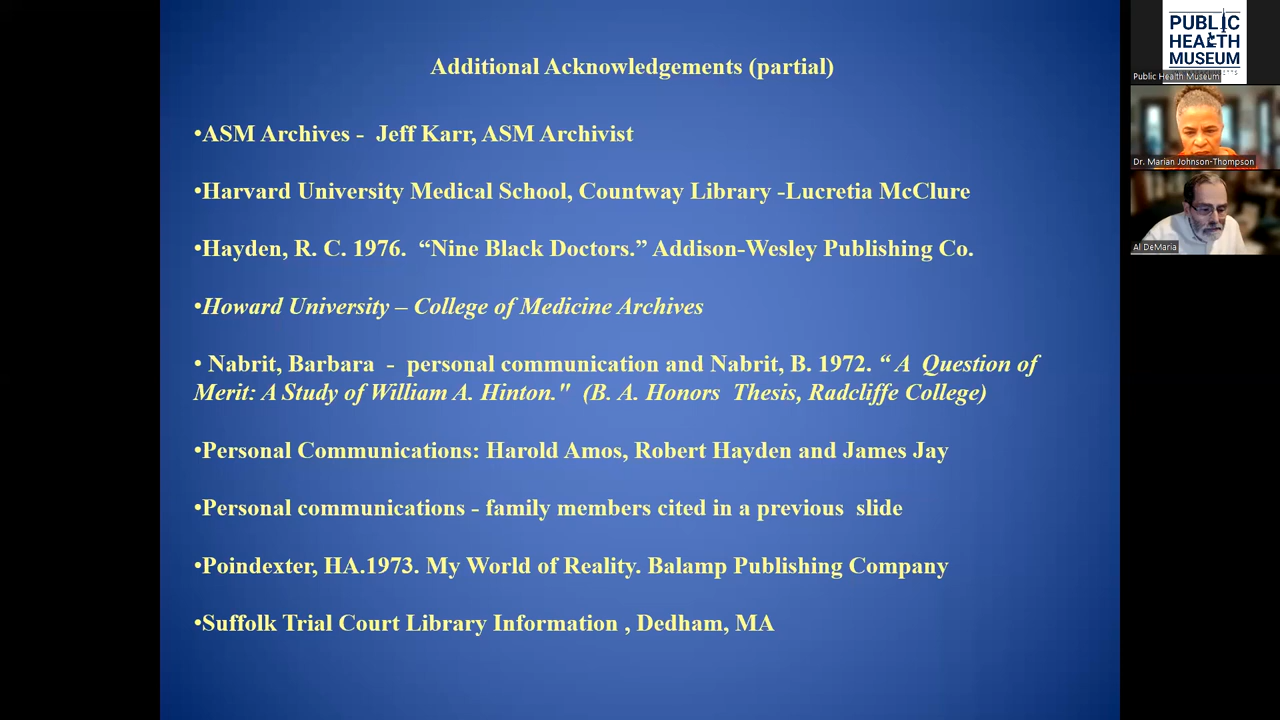 Additional Acknowledgements (partial)
•ASM Archives - Jeff Karr, ASM Archivist
•Harvard University Medical School, Countway Library -Lucretia McClure
•Hayden, R. C. 1976. “Nine Black Doctors.” Addison-Wesley Publishing Co.
•Howard University – College of Medicine Archives
• Nabrit, Barbara - personal communication and Nabrit, B. 1972. “ A Question of
Merit: A Study of William A. Hinton." (B. A. Honors Thesis, Radcliffe College)
•Personal Communications: Harold Amos, Robert Hayden and James Jay
•Personal communications - family members cited in a previous slide
•Poindexter, HA.1973. My World of Reality. Balamp Publishing Company
•Suffolk Trial Court Library Information , Dedham, MA
PUBLIC
HEALTH
MUSEUM
Public Health Museum
Dr. Marian Johnson-Thompson
Al DeMaria